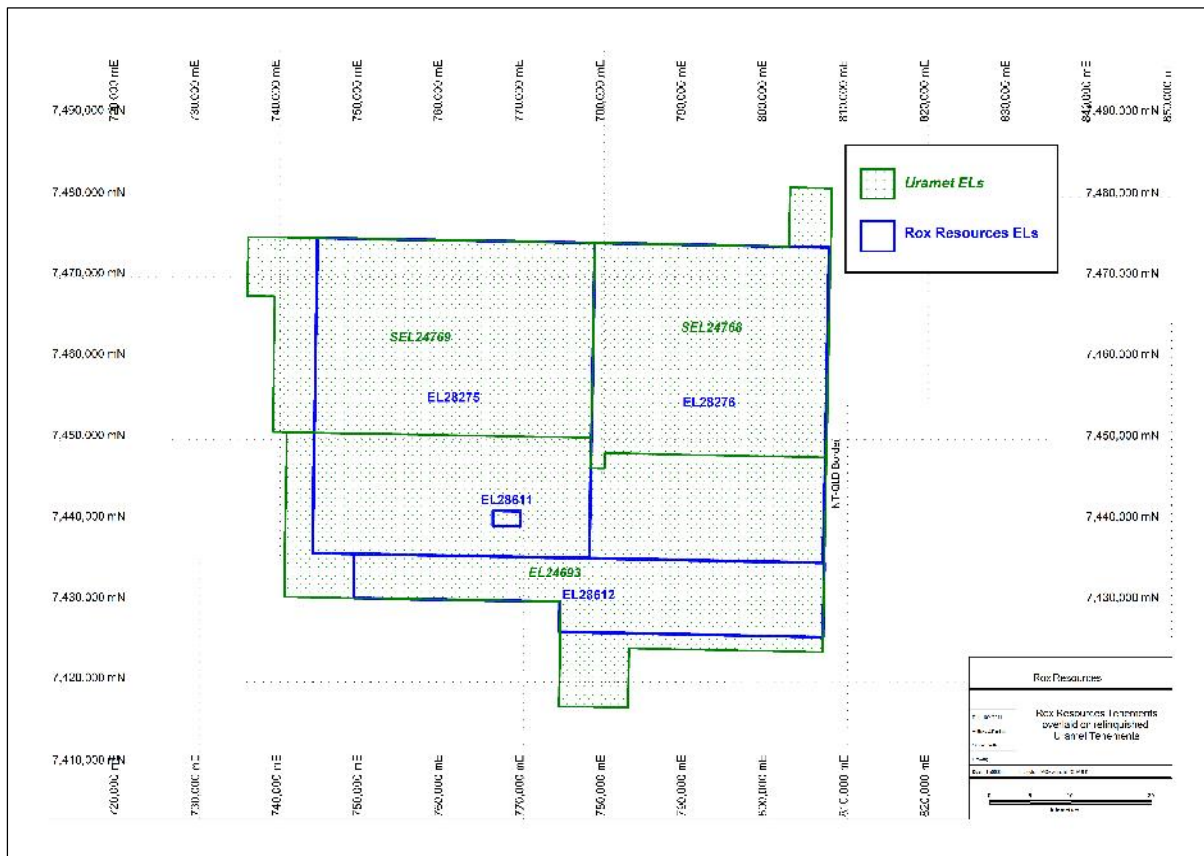 720,000 mE 730,000 mE 740,000 mE 750,000 mE 760,000 mE 770,000 mE 780,000 mE 790,000 mE 800,000 mE 810,000 mE 820,000 mE 830,000 mE 840,000 mE
7,490,000 mN 7,490,000 mN
7,480,000 mN 7,480,000 mN
Uramet ELs
Rox Resources ELs
7,470,000 mN 7,470,000 mN
SEL24769 SEL24768
7,460,000 mN 7,460,000 mN
EL28275 EL28276
7,450,000 mN 7,450,000 mN
NT-QLD Border
EL28611
7,440,000 mN 7,440,000 mN
EL24693
EL28612
7,430,000 mN 7,430,000 mN
7,420,000 mN
7,410,000 mN
720,000 mE 730,000 mE 740,000 mE 750,000 mE 760,000 mE 770,000 mE 780,000 mE 790,000 mE 800,000 mE 810,000 mE 820,000
Rox Resources
Rox Resources Tenements
overlaid on relinquished
Uramet Tenements
0 5 10 20